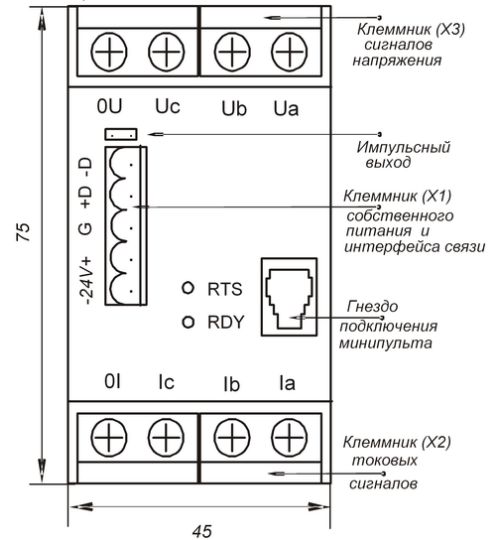 Клеммник (X3)
сигналов
напряжения
0U Uc Ub Ua
Импульсный
выход
-24V+ G +D -D
Клеммник (X1)
собственного
питания и
интерфейса связи
75
RTS
RDY
Гнездо
подключения
минипульта
0I Ic Ib Ia
Клеммник (X2)
токовых
сигналов
45